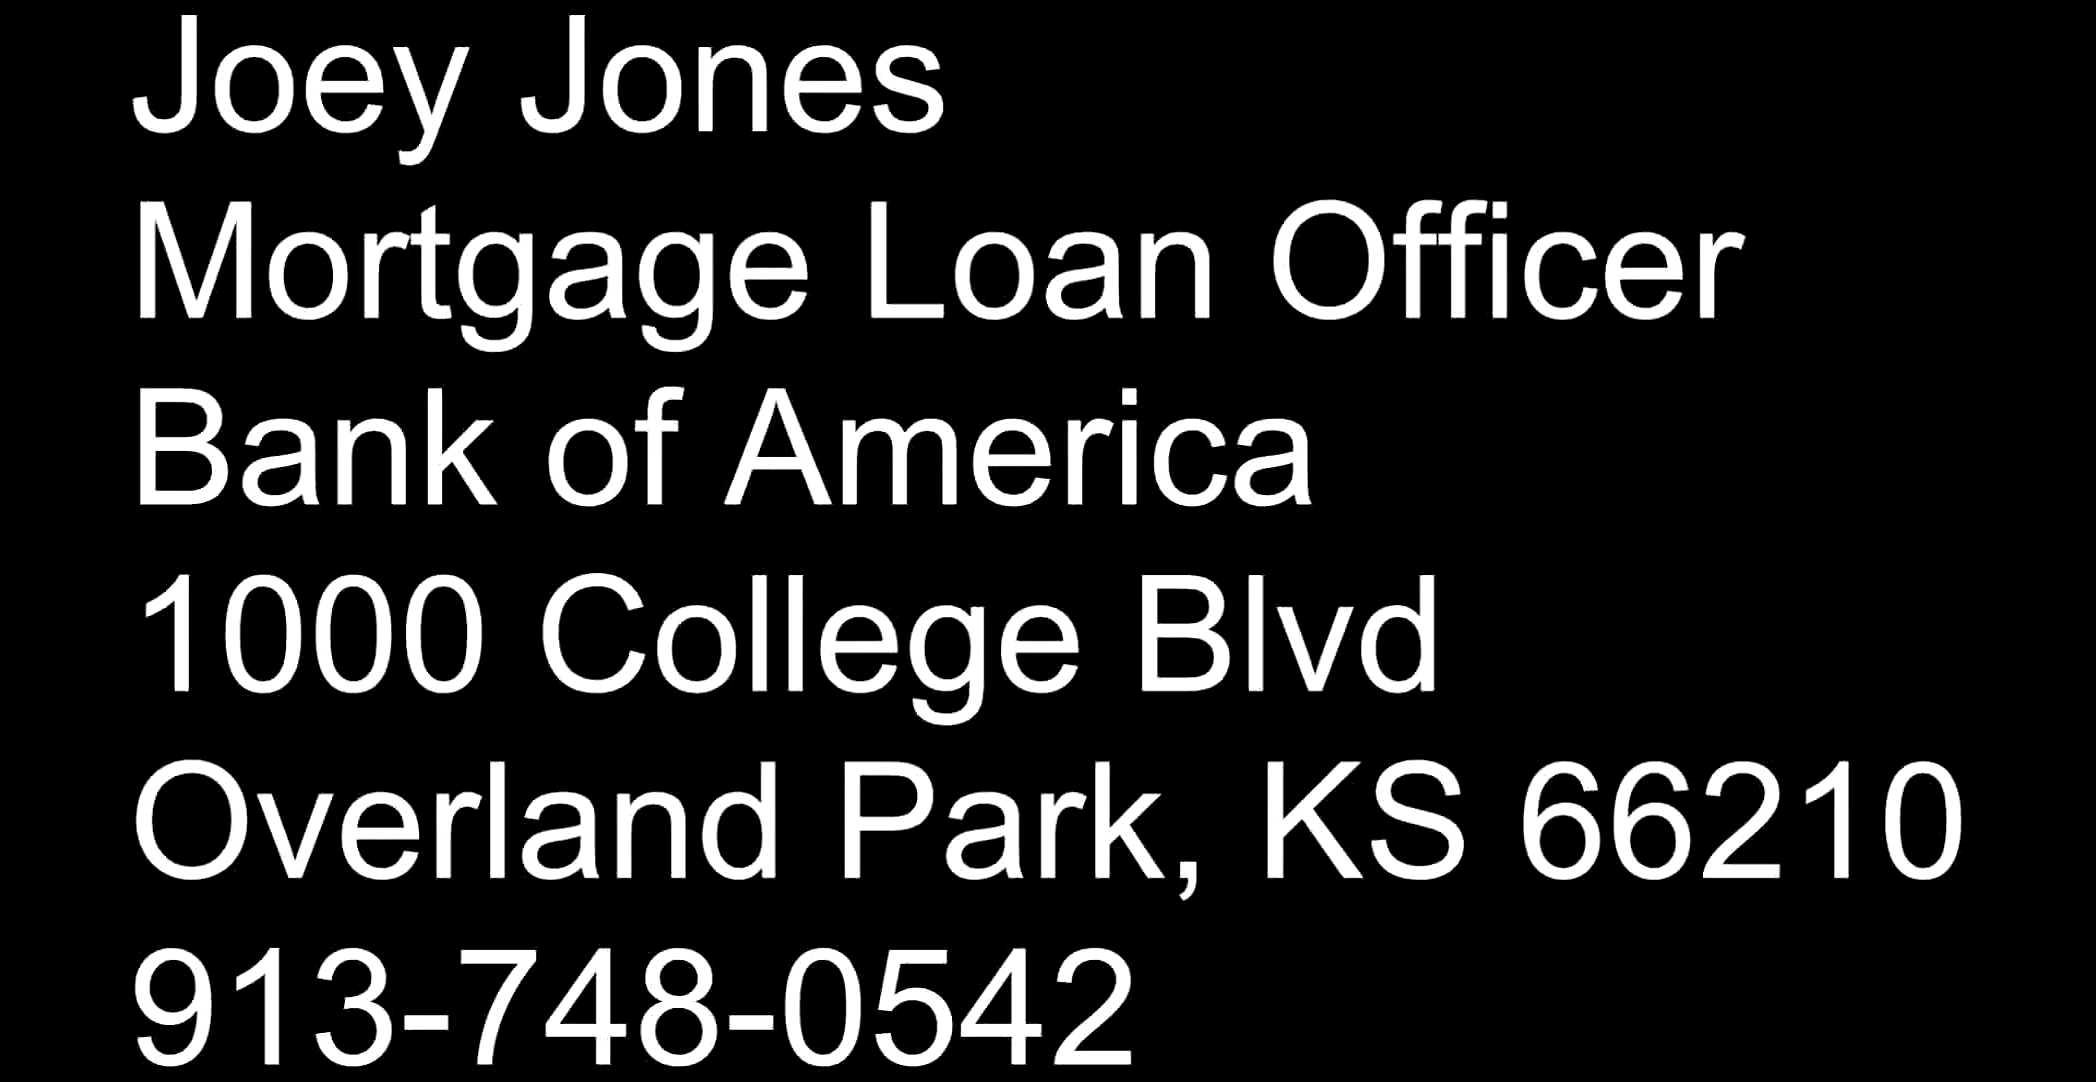 Joey Jones
Mortgage Loan Officer
Bank of America
1000 College Blvd
Overland Park, KS 66210
913-748-0542